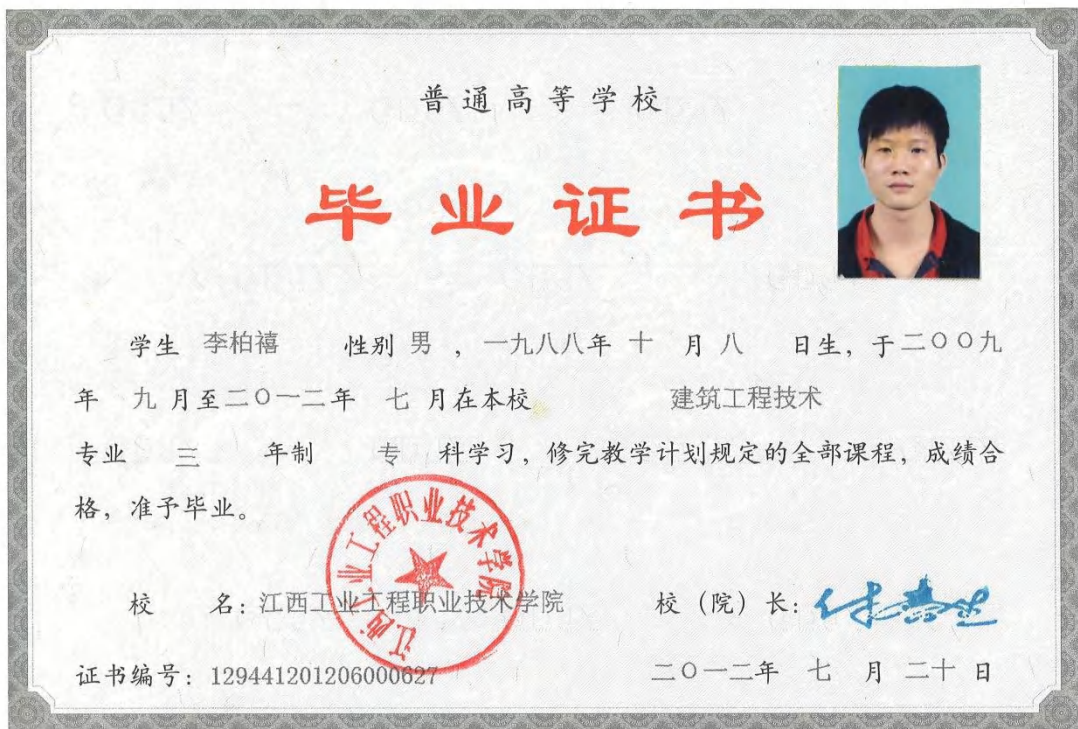 普通高等学校
毕业证书
学生 李柏禧 性别 男 ，一九八八年 十 月 八 日生，于二〇〇九
年 九 月至二〇一二年 七 月在本校 建筑工程技术
专业 三 年制 专 科学习，修完教学计划规定的全部课程，成绩合
格，准予毕业。
江西工业工程职业技术学院
校 名：江西工业工程职业技术学院 校（院）长：
证书编号：129441201206000627 二〇一二年 七 月 二十 日